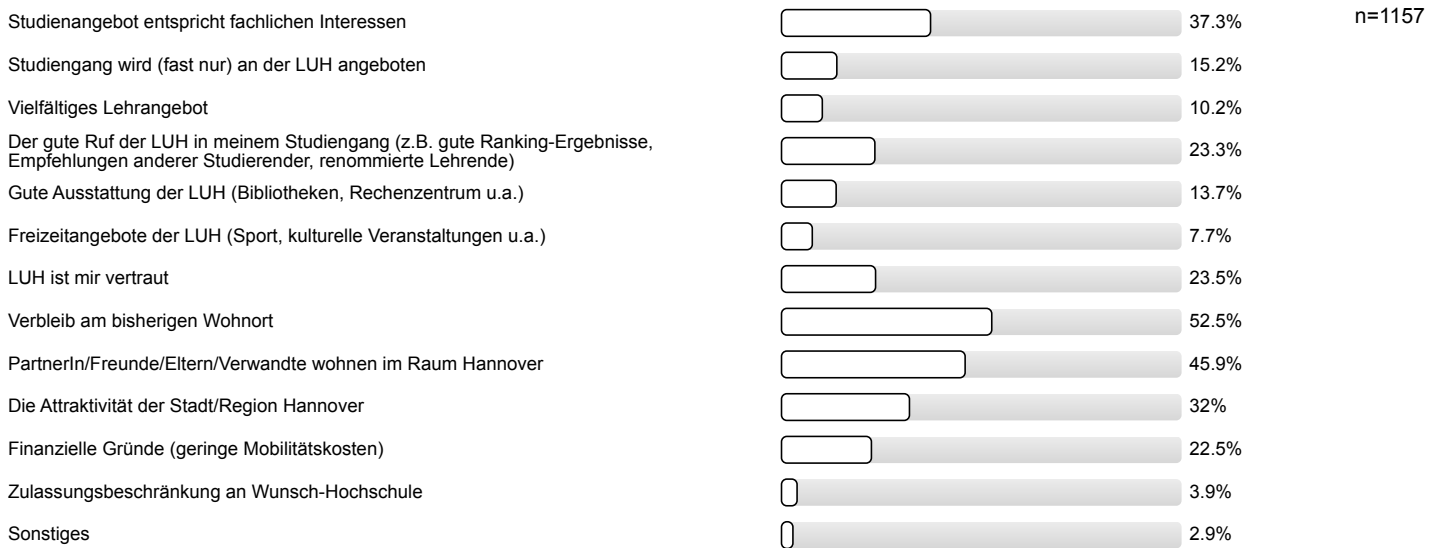 Studienangebot entspricht fachlichen Interessen 37.3% n=1157
Studiengang wird (fast nur) an der LUH angeboten 15.2%
Vielfältiges Lehrangebot 10.2%
Der gute Ruf der LUH in meinem Studiengang (z.B. gute Ranking-Ergebnisse,
Empfehlungen anderer Studierender, renommierte Lehrende) 23.3%
Gute Ausstattung der LUH (Bibliotheken, Rechenzentrum u.a.) 13.7%
Freizeitangebote der LUH (Sport, kulturelle Veranstaltungen u.a.) 7.7%
LUH ist mir vertraut 23.5%
Verbleib am bisherigen Wohnort 52.5%
PartnerIn/Freunde/Eltern/Verwandte wohnen im Raum Hannover 45.9%
Die Attraktivität der Stadt/Region Hannover 32%
Finanzielle Gründe (geringe Mobilitätskosten) 22.5%
Zulassungsbeschränkung an Wunsch-Hochschule 3.9%
Sonstiges 2.9%